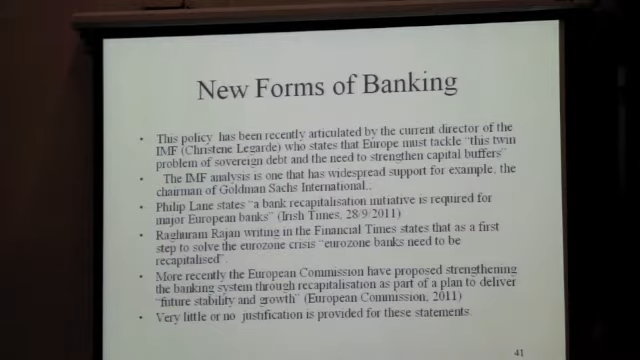 New Forms of Banking
• This policy has been recently articulated by the current director of the
IMF (Christene Legarde) who states that Europe must tackle "this twin
problem of sovereign debt and the need to strengthen capital buffers"
• The IMF analysis is one that has widespread support for example, the
chairman of Goldman Sachs International..
• Philip Lane states "a bank recapitalisation initiative is required for
major European banks" (Irish Times, 28/9/2011)
• Raghuram Rajan writing in the Financial Times states that as a first
step to solve the eurozone crisis "eurozone banks need to be
recapitalised".
• More recently the European Commission have proposed strengthening
the banking system through recapitalisation as part of a plan to deliver
"future stability and growth" (European Commission, 2011)
• Very little or no justification is provided for these statements.
41